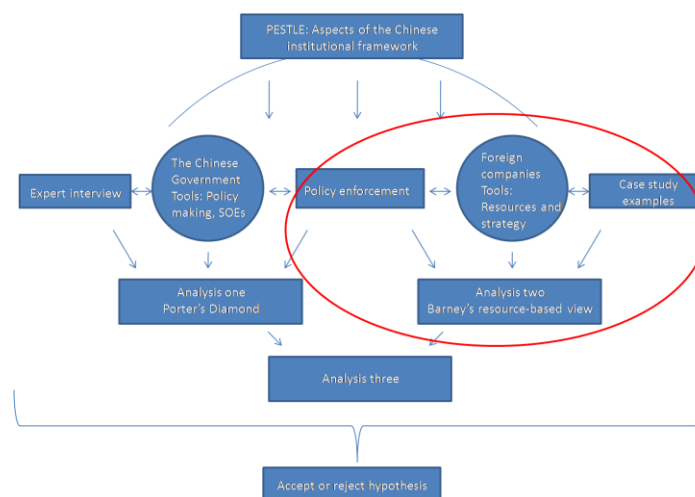 PESTLE: Aspects of the Chinese
institutional framework
The Chinese
Government
Tools: Policy
making, SOEs
Foreign
companies
Tools:
Resources and
strategy
Expert interview
Policy enforcement
Case study
examples
Analysis one
Porter's Diamond
Analysis two
Barney's resource-based view
Analysis three
Accept or reject hypothesis